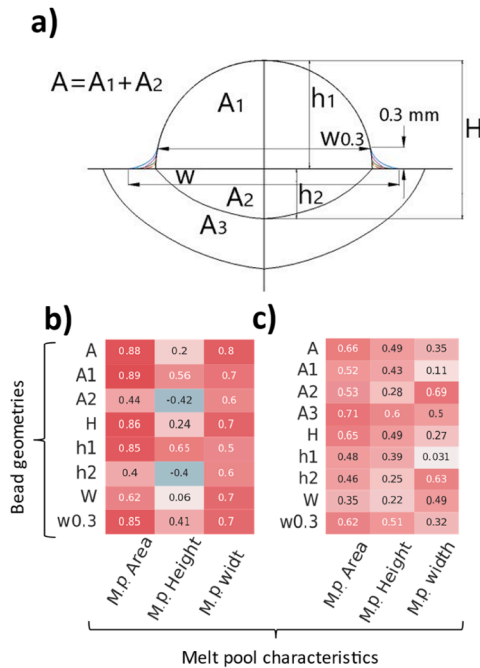 a)
A=A1+A2
A1
h1
0.3 mm
H
w0.3
w
A2
h2
A3
b)
c)
Bead geometries
A 0.88 0.2 0.8
A1 0.89 0.56 0.7
A2 0.44 -0.42 0.6
H 0.86 0.24 0.7
h1 0.85 0.65 0.5
h2 0.4 -0.4 0.6
W 0.62 0.06 0.7
w0.3 0.85 0.41 0.7
M.p. Area M.p. Height M.p. widt
A 0.66 0.49 0.35
A1 0.52 0.43 0.11
A2 0.53 0.28 0.69
A3 0.71 0.6 0.5
H 0.65 0.49 0.27
h1 0.48 0.39 0.031
h2 0.46 0.25 0.63
W 0.35 0.22 0.49
w0.3 0.62 0.51 0.32
M.p. Area M.p. Height M.p. width
Melt pool characteristics